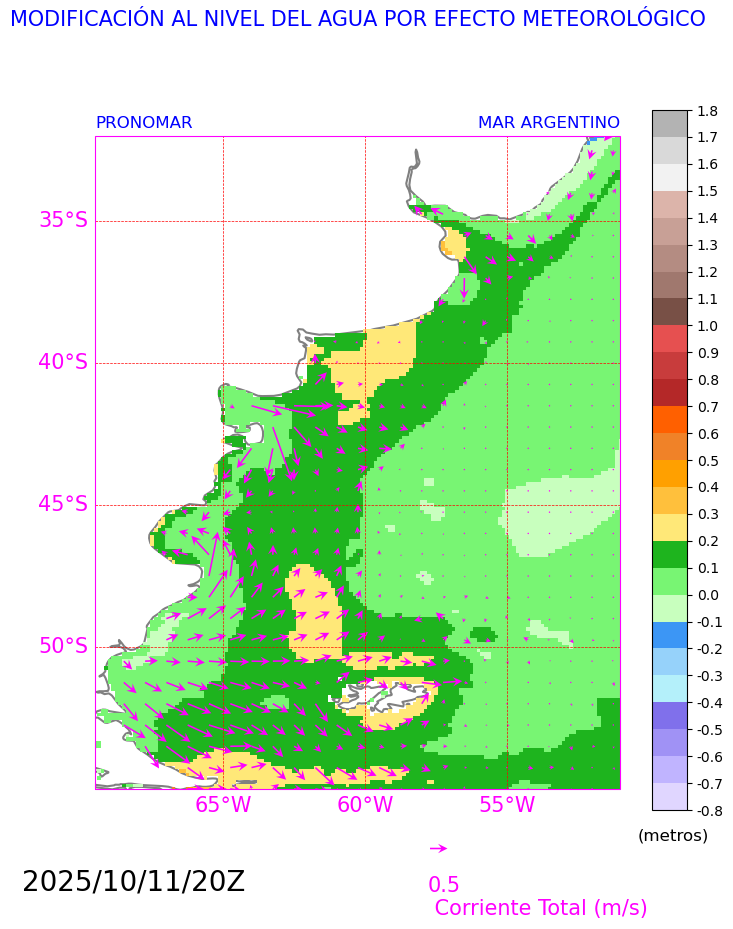 MODIFICACIÓN AL NIVEL DEL AGUA POR EFECTO METEOROLÓGICO
PRONOMAR
MAR ARGENTINO
35°S
40°S
45°S
50°S
65°W
60°W
55°W
1.8
1.7
1.6
1.5
1.4
1.3
1.2
1.1
1.0
0.9
0.8
0.7
0.6
0.5
0.4
0.3
0.2
0.1
0.0
-0.1
-0.2
-0.3
-0.4
-0.5
-0.6
-0.7
-0.8
(metros)
2025/10/11/20Z
0.5
Corriente Total (m/s)